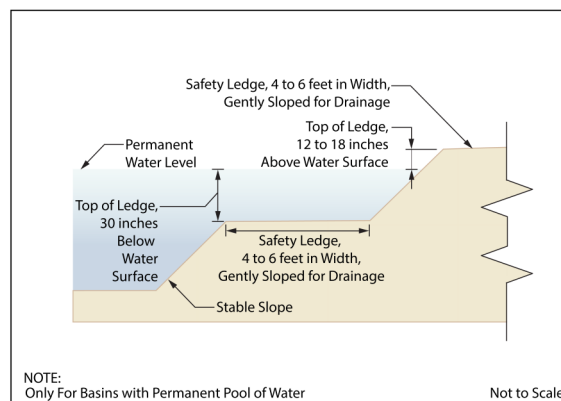 Safety Ledge, 4 to 6 feet in Width,
Gently Sloped for Drainage
Top of Ledge,
12 to 18 inches
Above Water Surface
Permanent
Water Level
Top of Ledge,
30 inches
Below
Water
Surface
Safety Ledge,
4 to 6 feet in Width,
Gently Sloped for Drainage
Stable Slope
NOTE:
Only For Basins with Permanent Pool of Water
Not to Scale